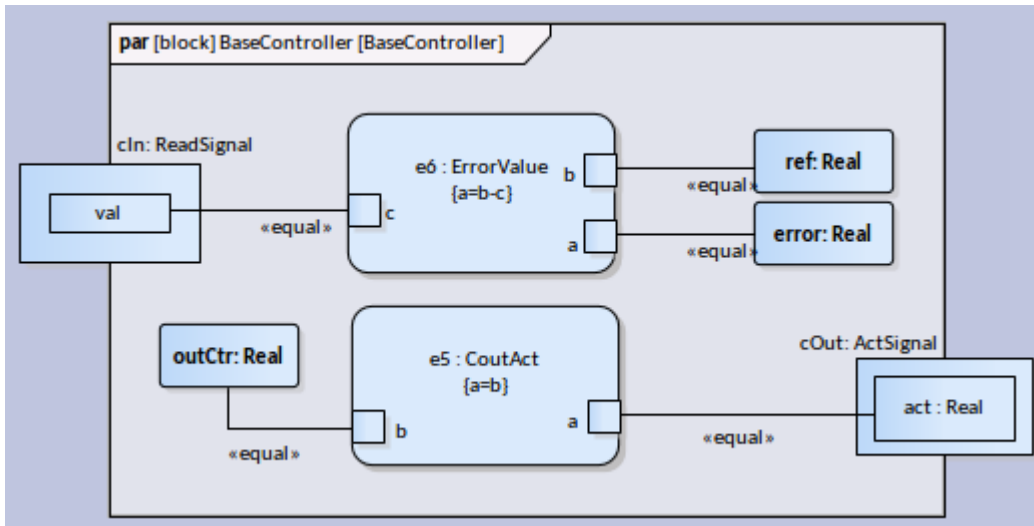 par [block] BaseController [BaseController]
cIn: ReadSignal
val
«equal»
c
e6 : ErrorValue
{a=b-c}
b
a
«equal»
ref: Real
«equal»
error: Real
outCtr: Real
«equal»
b
e5 : CoutAct
{a=b}
a
«equal»
cOut: ActSignal
act : Real